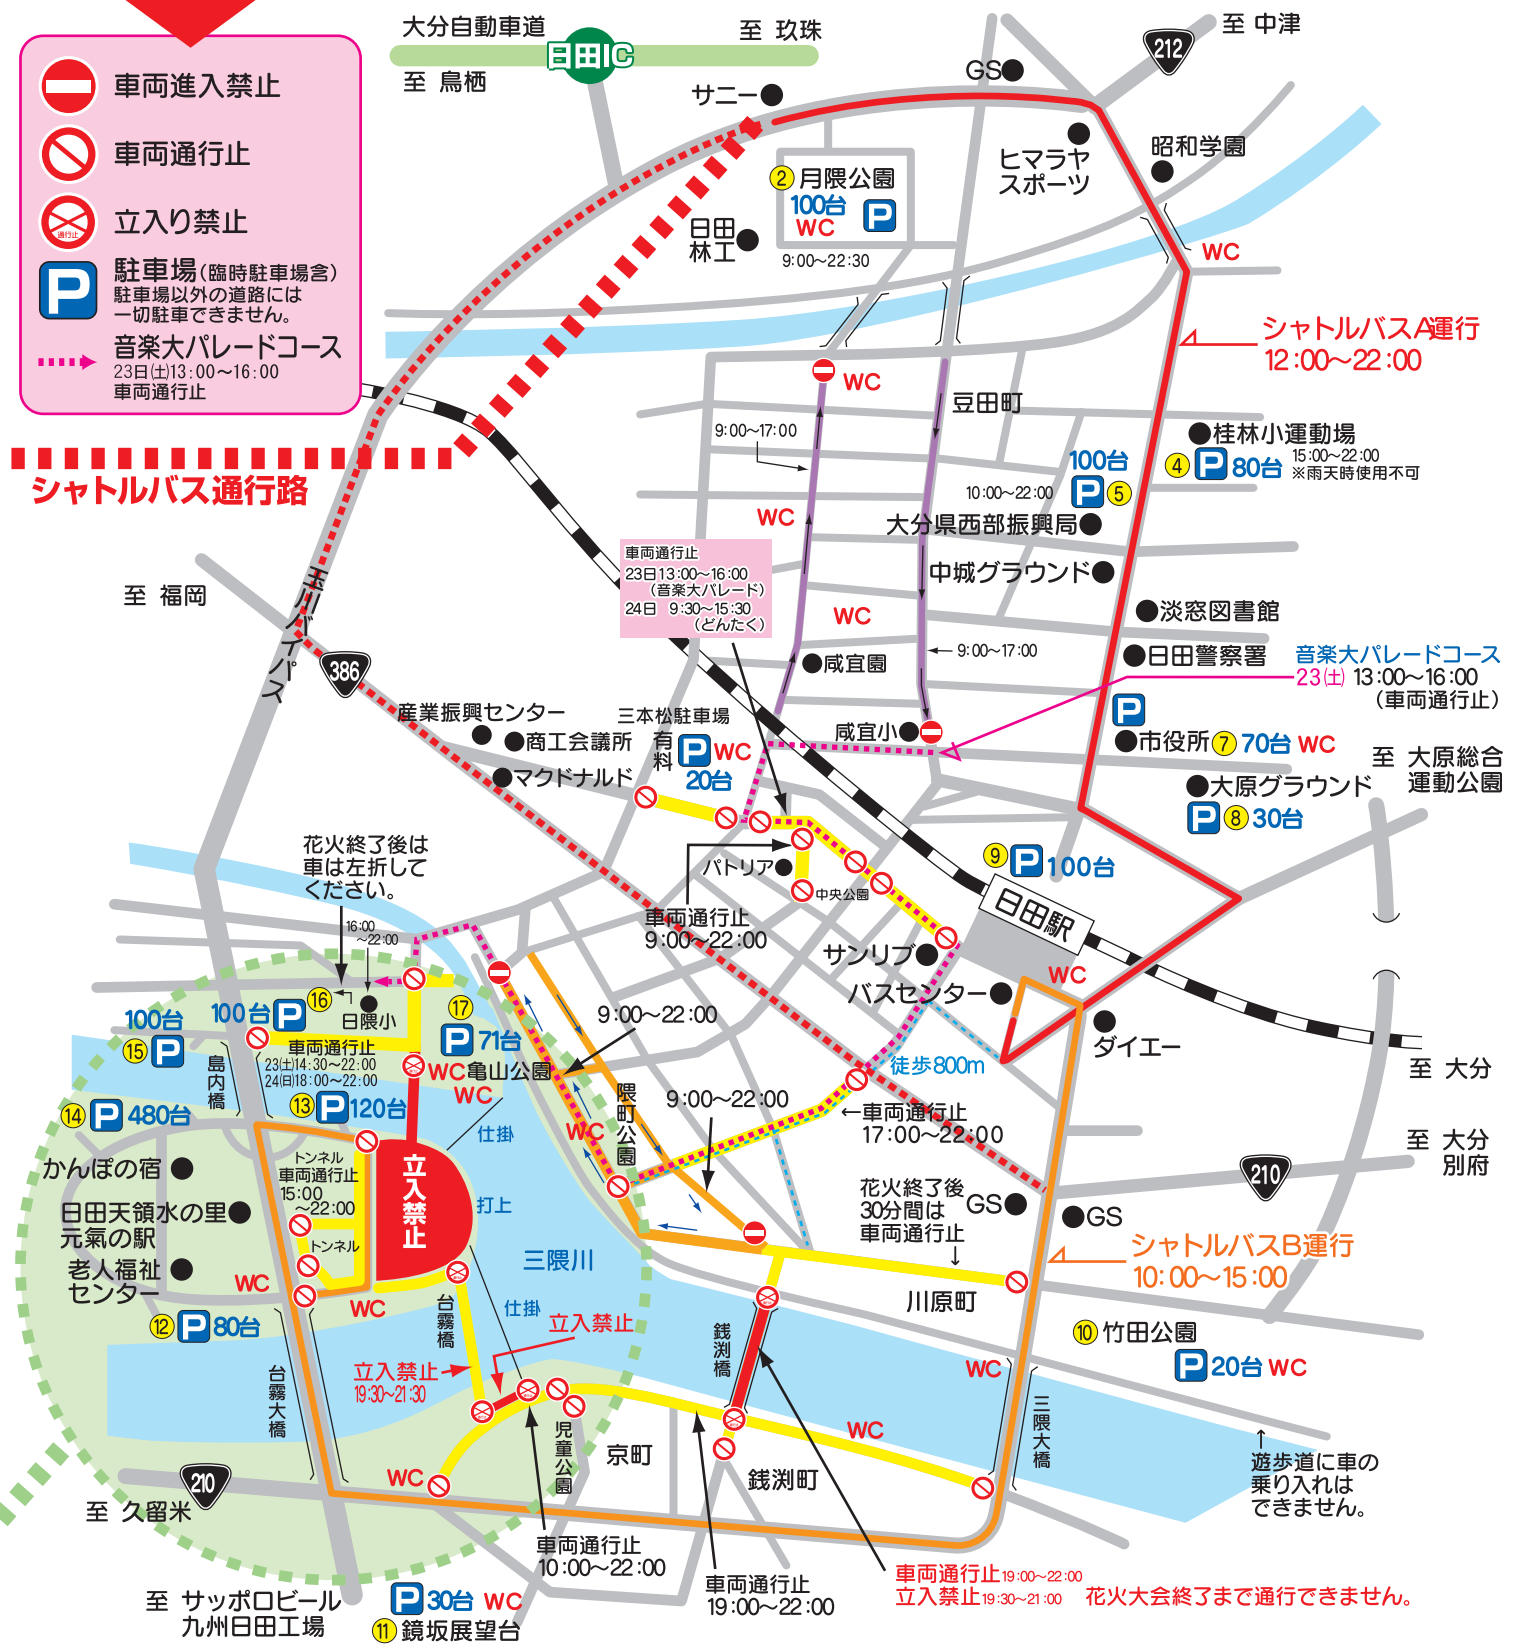 車両進入禁止
車両通行止
立入り禁止
通行止
駐車場(臨時駐車場含)
駐車場以外の道路には
一切駐車できません。
音楽大パレードコース
23日(土)13:00〜16:00
車両通行止
シャトルバス通行路
大分自動車道
至 玖珠
日田IC
至 鳥栖
サニー
GS
212
至 中津
ヒマラヤ
スポーツ
昭和学園
② 月隈公園
100台 P
WC
9:00〜22:30
日田
林工
WC
シャトルバスA運行
12:00〜22:00
WC
豆田町
9:00〜17:00
桂林小運動場
④ P 80台
15:00〜22:00
※雨天時使用不可
100台
P ⑤
10:00〜22:00
WC
大分県西部振興局
中城グラウンド
車両通行止
23日13:00〜16:00
(音楽大パレード)
24日 9:30〜15:30
(どんたく)
WC
淡窓図書館
日田警察署
音楽大パレードコース
23(土) 13:00〜16:00
(車両通行止)
9:00〜17:00
咸宜園
咸宜小
P
市役所 ⑦ 70台 WC
至 大原総合
運動公園
大原グラウンド
P ⑧ 30台
至 福岡
玉川バイパス
386
産業振興センター
商工会議所
マクドナルド
三本松駐車場
有料 P WC
20台
花火終了後は
車は左折して
ください。
16:00
〜22:00
パトリア
中央公園
車両通行止
9:00〜22:00
⑨ P 100台
日田駅
WC
サンリブ
バスセンター
ダイエー
徒歩800m
至 大分
100台 P ⑯
日隈小
⑰
P 71台
亀山公園
WC
WC
100台
⑮ P
島内橋
車両通行止
23(土)14:30〜22:00
24(日)18:00〜22:00
⑬ P 120台
⑭ P 480台
9:00〜22:00
隈町公園
WC
9:00〜22:00
←車両通行止
17:00〜22:00
至 大分
別府
210
かんぽの宿
日田天領水の里
元氣の駅
老人福祉
センター
トンネル
車両通行止
15:00
〜22:00
トンネル
立入禁止
仕掛
打上
仕掛
三隈川
WC
WC
花火終了後
30分間は
車両通行止
↓
GS
GS
シャトルバスB運行
10:00〜15:00
川原町
⑫ P 80台
台霧橋
立入禁止
立入禁止
19:30〜21:30
台霧大橋
銭渕橋
⑩ 竹田公園
P 20台 WC
WC
三隈大橋
WC
児童公園
京町
銭渕町
WC
↑
遊歩道に車の
乗り入れは
できません。
210
至 久留米
車両通行止
10:00〜22:00
車両通行止
19:00〜22:00
車両通行止19:00〜22:00
立入禁止19:30〜21:00 花火大会終了まで通行できません。
至 サッポロビール
九州日田工場
P 30台 WC
⑪ 鏡坂展望台